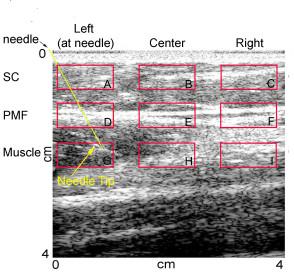 Left
(at needle)
Center
Right
needle
0
SC
A
B
C
PMF
D
E
F
Muscle
cm
G
H
I
Needle Tip
4
0
cm
4